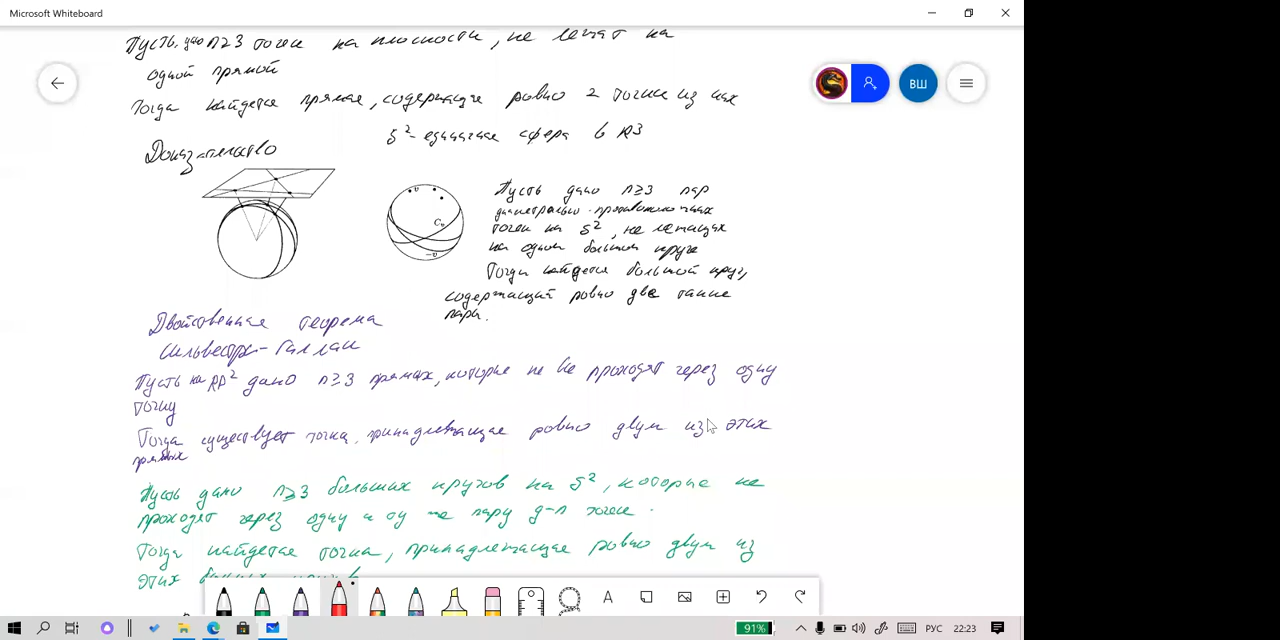 Microsoft Whiteboard
Пусть дано n≥3 точек на плоскости, не лежат на
одной прямой
Тогда найдется прямая, содержащая ровно 2 точки из них
S²-единичная сфера в R3
Доказ-тельство
v
Cv
-v
Пусть дано n≥3 пар
диаметрально-противоположных
точек на S², не лежащих
на одном большом круге
Тогда найдется большой круг,
содержащий ровно две такие
пары.
Двойственная теорема
Сильвестра-Галлаи
Пусть на RP² дано n≥3 прямых, которые не все проходят через одну
точку
Тогда существует точка, принадлежащая ровно двум из этих
прямых
Пусть дано n≥3 больших кругов на S², которые не
проходят через одну и ту же пару д-п точек.
Тогда найдется точка, принадлежащая ровно двум из
этих больших
ВШ
91%
РУС
22:23